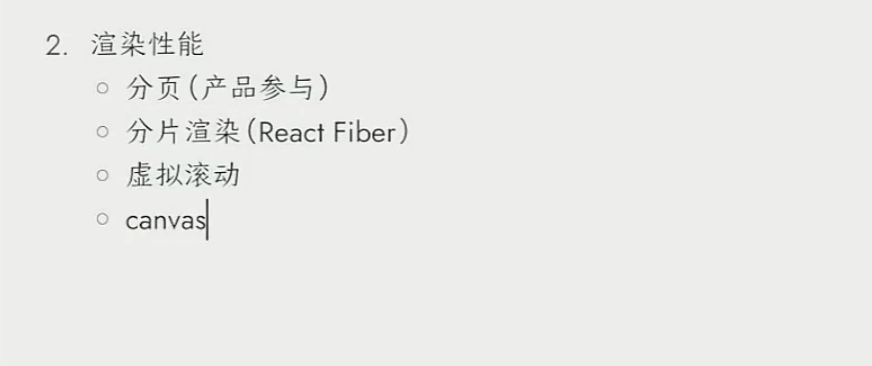 2. 渲染性能
○ 分页(产品参与)
○ 分片渲染(React Fiber)
○ 虚拟滚动
○ canvas